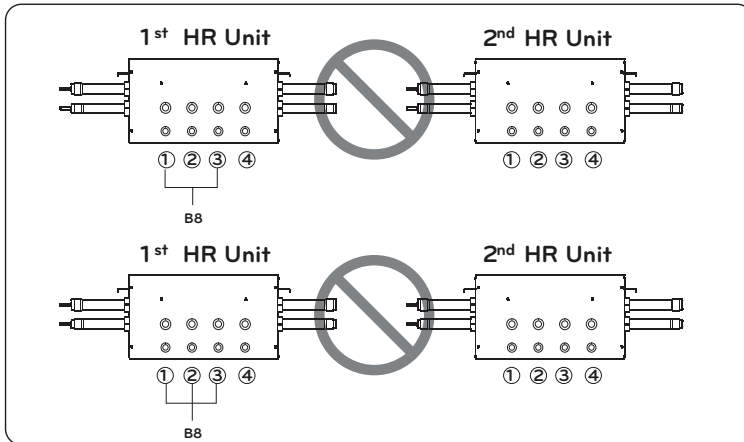 1st HR Unit 2nd HR Unit
① ② ③ ④ ① ② ③ ④
B8
1st HR Unit 2nd HR Unit
① ② ③ ④ ① ② ③ ④
B8